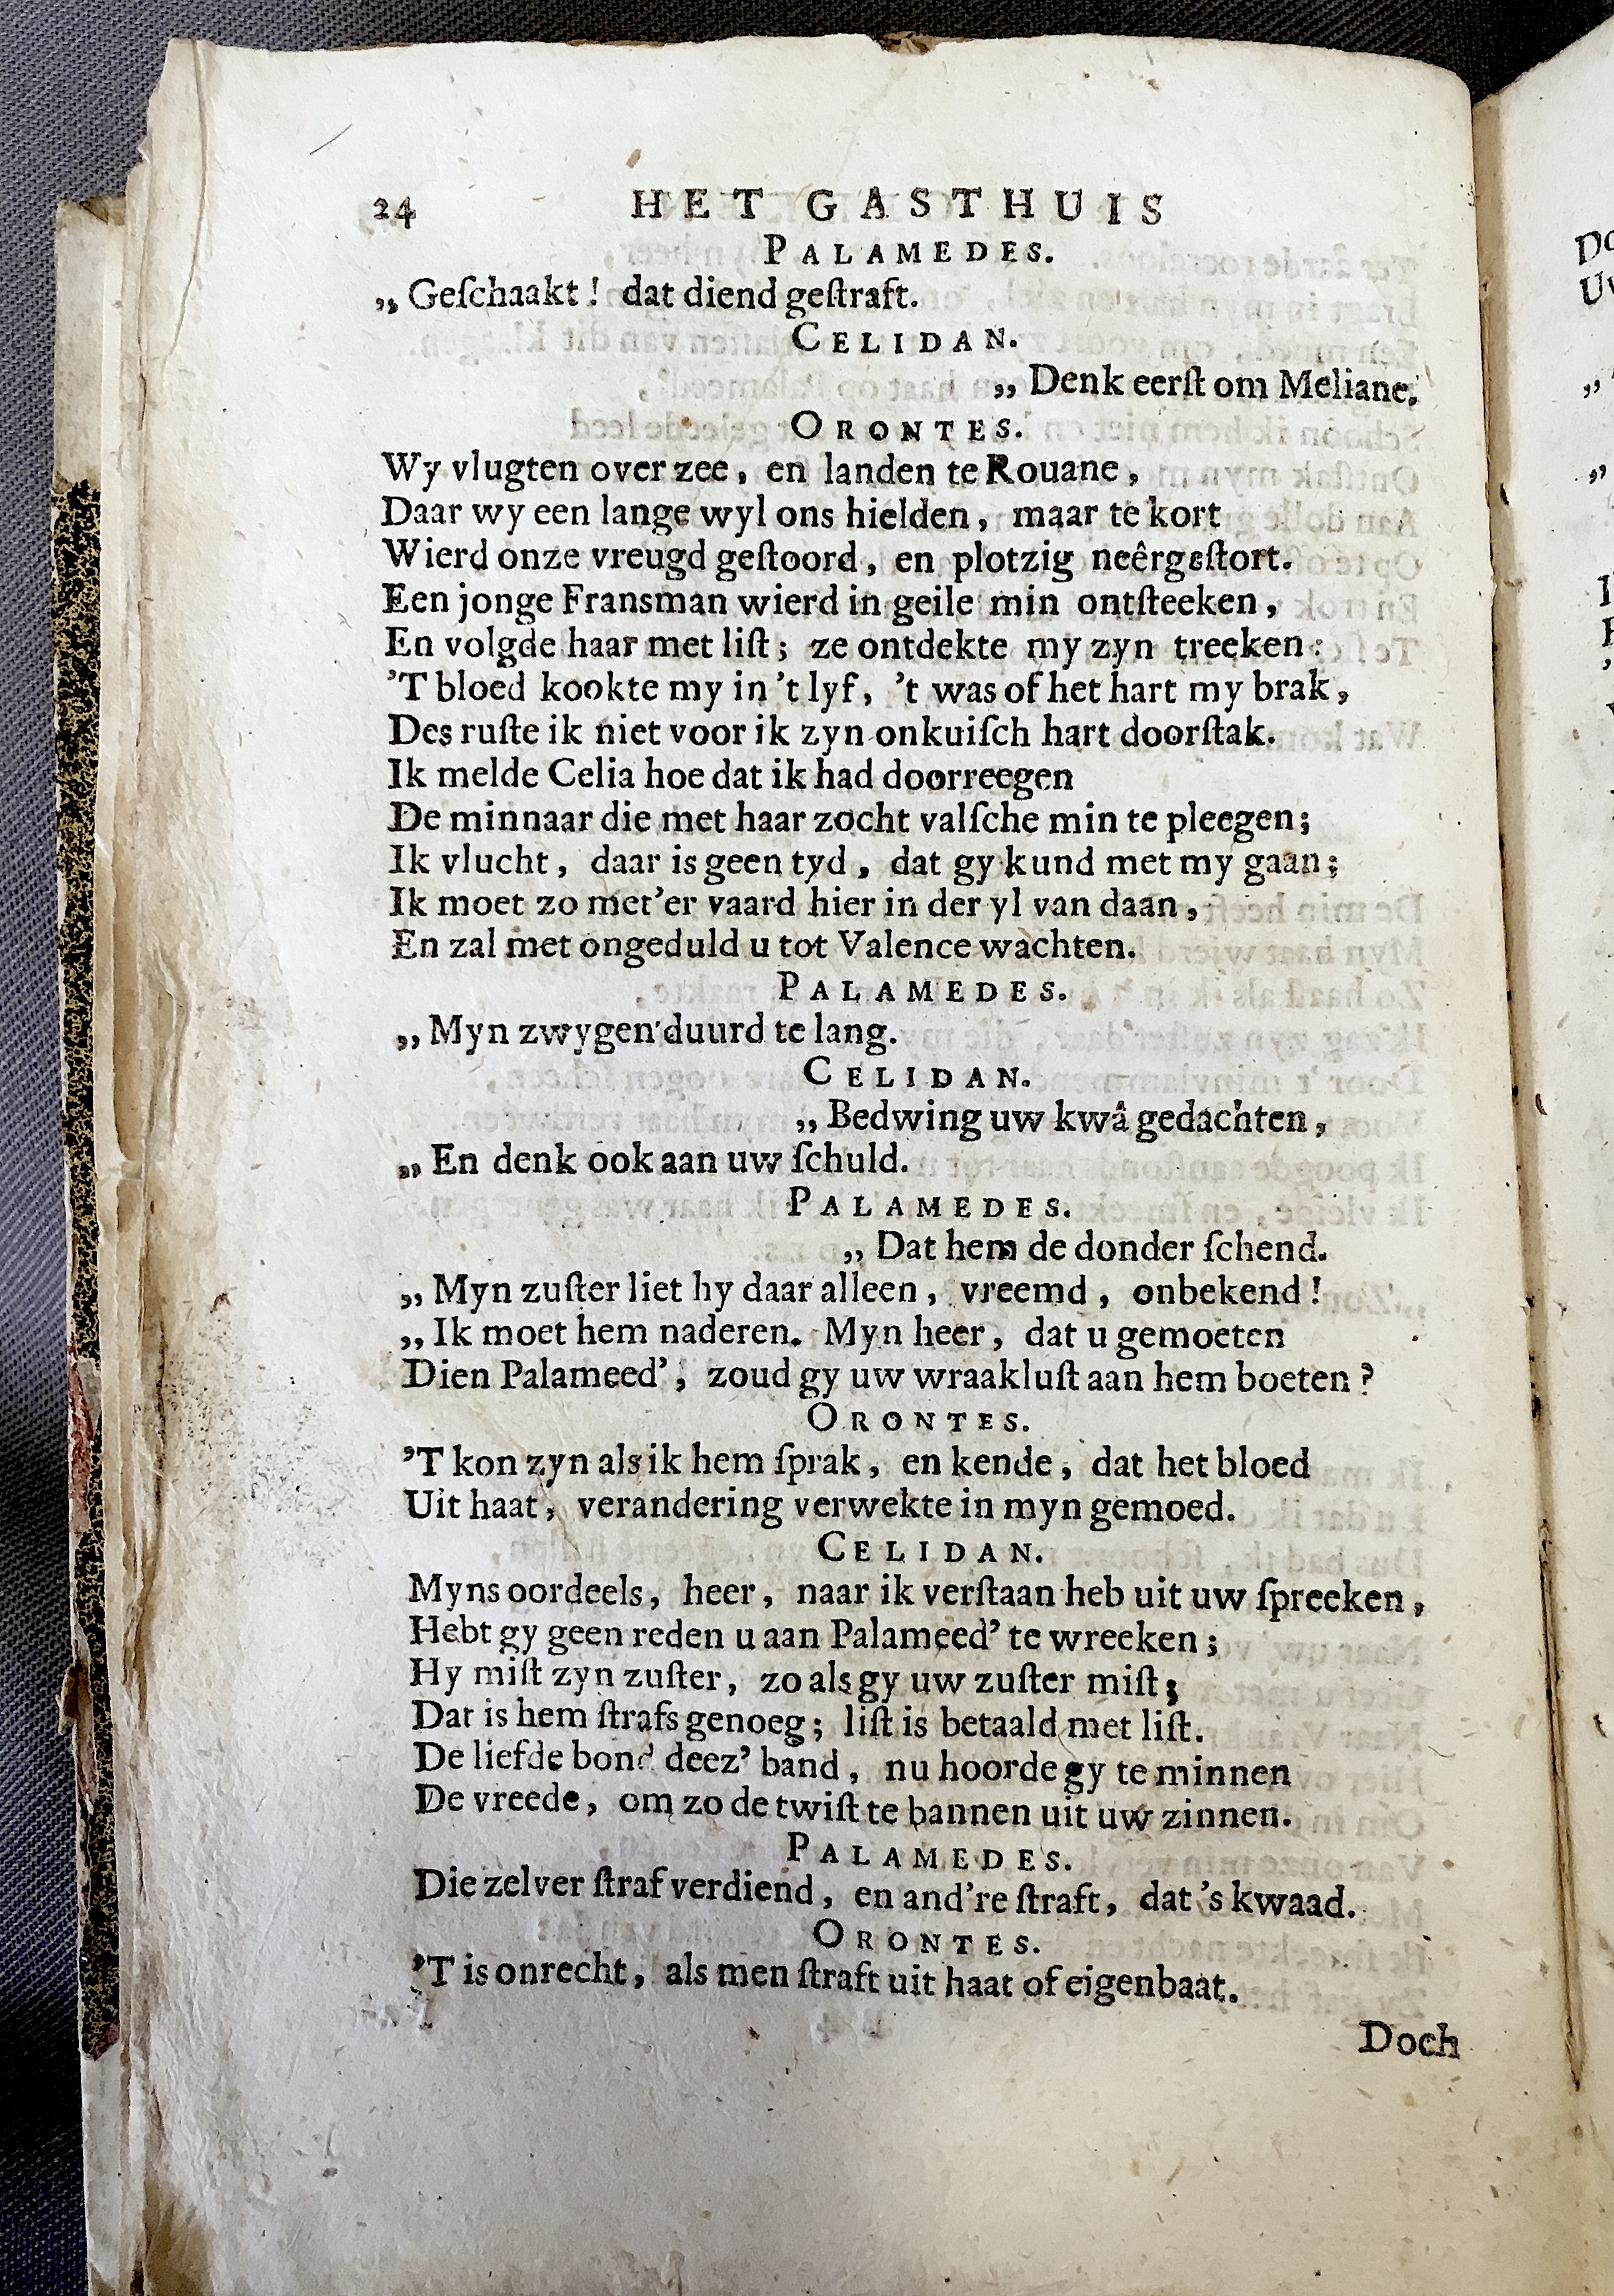 24 HET GASTHUIS
PALAMEDES.
„ Geſchaakt! dat diend geſtraft.
CELIDAN.
„ Denk eerſt om Meliane.
ORONTES.
Wy vlugten over zee, en landen te Rouane,
Daar wy een lange wyl ons hielden, maar te kort
Wierd onze vreugd geſtoord, en plotzig neêrgeſtort.
Een jonge Fransman wierd in geile min ontſteeken,
En volgde haar met liſt; ze ontdekte my zyn treeken:
'T bloed kookte my in 't lyf, 't was of het hart my brak,
Des ruſte ik niet voor ik zyn onkuiſch hart doorſtak.
Ik melde Celia hoe dat ik had doorreegen
De minnaar die met haar zocht valſche min te pleegen;
Ik vlucht, daar is geen tyd, dat gy kund met my gaan;
Ik moet zo met'er vaard hier in der yl van daan,
En zal met ongeduld u tot Valence wachten.
PALAMEDES.
„ Myn zwygen duurd te lang.
CELIDAN.
„ Bedwing uw kwâ gedachten,
„ En denk ook aan uw ſchuld.
PALAMEDES.
„ Dat hem de donder ſchend.
„ Myn zuſter liet hy daar alleen, vreemd, onbekend!
„ Ik moet hem naderen. Myn heer, dat u gemoeten
Dien Palameed', zoud gy uw wraakluſt aan hem boeten?
ORONTES.
'T kon zyn als ik hem ſprak, en kende, dat het bloed
Uit haat, verandering verwekte in myn gemoed.
CELIDAN.
Myns oordeels, heer, naar ik verſtaan heb uit uw ſpreeken,
Hebt gy geen reden u aan Palameed' te wreeken;
Hy miſt zyn zuſter, zo als gy uw zuſter miſt;
Dat is hem ſtrafs genoeg; liſt is betaald met liſt.
De liefde bond deez' band, nu hoorde gy te minnen
De vreede, om zo de twiſt te bannen uit uw zinnen.
PALAMEDES.
Die zelver ſtraf verdiend, en and're ſtraft, dat 's kwaad.
ORONTES.
'T is onrecht, als men ſtraft uit haat of eigenbaat.
Doch